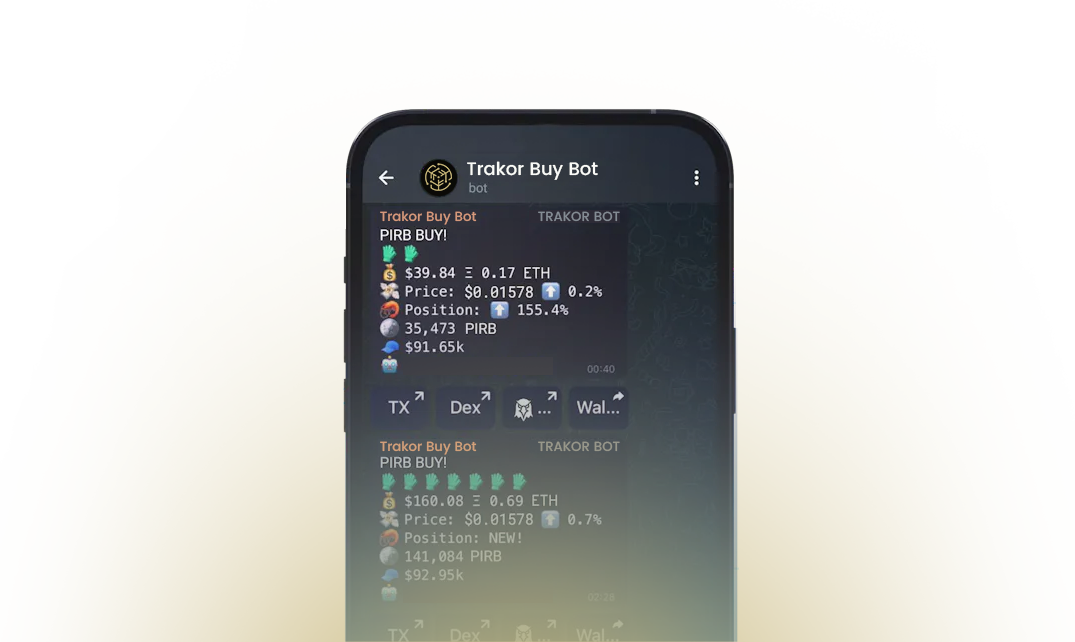 Trakor Buy Bot
bot
Trakor Buy Bot TRAKOR BOT
PIRB BUY!
$39.84 Ξ 0.17 ETH
Price: $0.01578 ⬆️ 0.2%
Position: ⬆️ 155.4%
35,473 PIRB
$91.65k
00:40
TX Dex ... Wal...
Trakor Buy Bot TRAKOR BOT
PIRB BUY!
$160.08 Ξ 0.69 ETH
Price: $0.01578 ⬆️ 0.7%
Position: NEW!
141,084 PIRB
$92.95k
02:28
TX Dex ... Wal...